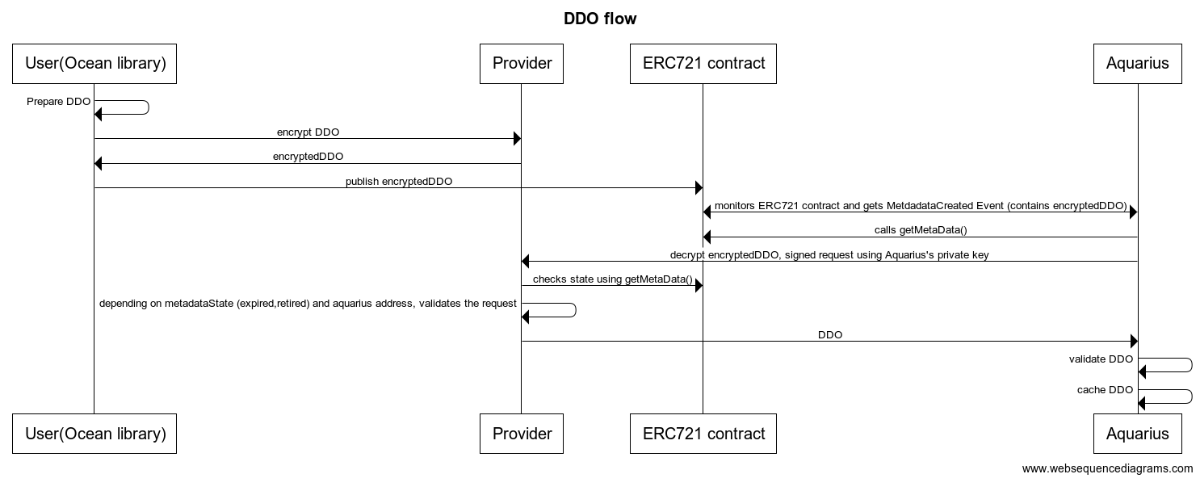 DDO flow
User(Ocean library)
Provider
ERC721 contract
Aquarius
Prepare DDO
encrypt DDO
encryptedDDO
publish encryptedDDO
monitors ERC721 contract and gets MetdadataCreated Event (contains encryptedDDO)
calls getMetaData()
decrypt encryptedDDO, signed request using Aquarius's private key
checks state using getMetaData()
depending on metadataState (expired,retired) and aquarius address, validates the request
DDO
validate DDO
cache DDO
User(Ocean library)
Provider
ERC721 contract
Aquarius
www.websequencediagrams.com